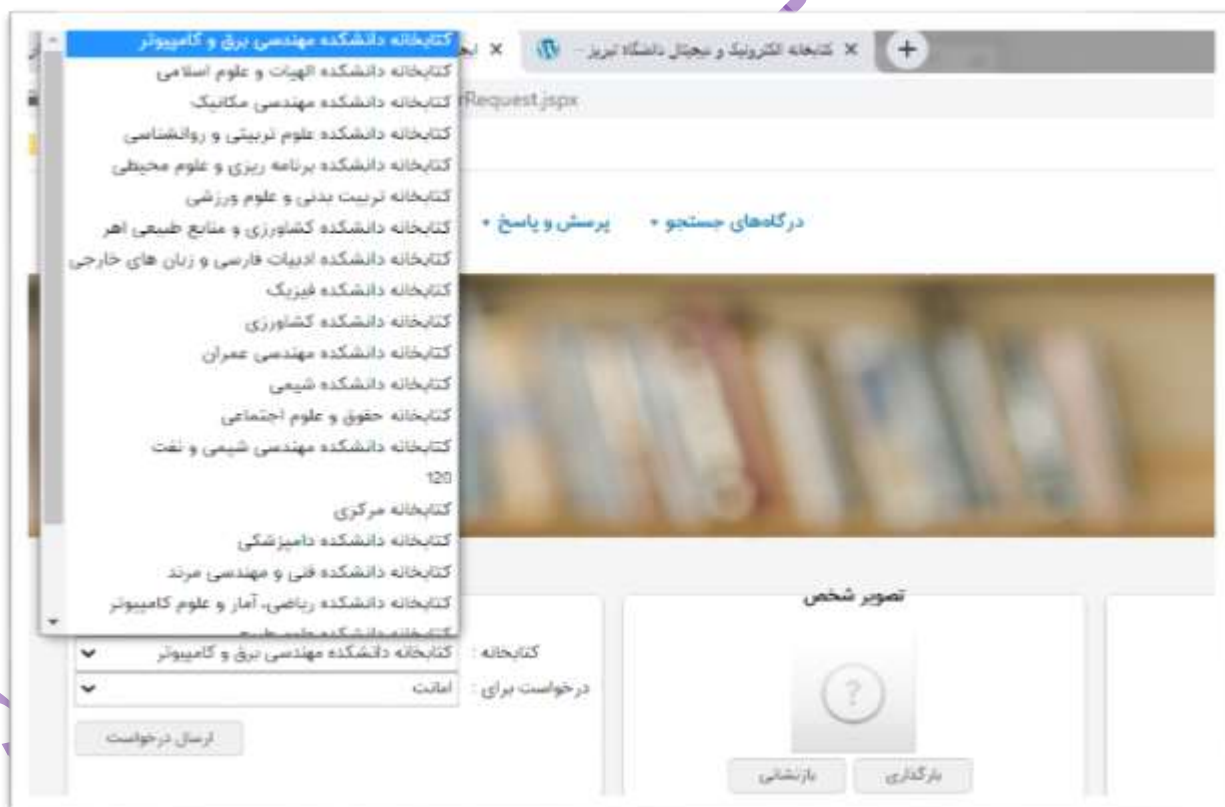 کتابخانه الکترونیک و دیجیتال دانشگاه تبریز –
Request.jspx
درگاه‌های جستجو
پرسش و پاسخ
کتابخانه دانشکده مهندسی برق و کامپیوتر
کتابخانه دانشکده الهیات و علوم اسلامی
کتابخانه دانشکده مهندسی مکانیک
کتابخانه دانشکده علوم تربیتی و روانشناسی
کتابخانه دانشکده برنامه ریزی و علوم محیطی
کتابخانه تربیت بدنی و علوم ورزشی
کتابخانه دانشکده کشاورزی و منابع طبیعی اهر
کتابخانه دانشکده ادبیات فارسی و زبان های خارجی
کتابخانه دانشکده فیزیک
کتابخانه دانشکده کشاورزی
کتابخانه دانشکده مهندسی عمران
کتابخانه دانشکده شیمی
کتابخانه حقوق و علوم اجتماعی
کتابخانه دانشکده مهندسی شیمی و نفت
120
کتابخانه مرکزی
کتابخانه دانشکده دامپزشکی
کتابخانه دانشکده فنی و مهندسی مرند
کتابخانه دانشکده ریاضی، آمار و علوم کامپیوتر
تصویر شخص
بارگذاری بازنشانی
کتابخانه : کتابخانه دانشکده مهندسی برق و کامپیوتر
درخواست برای : امانت
ارسال درخواست